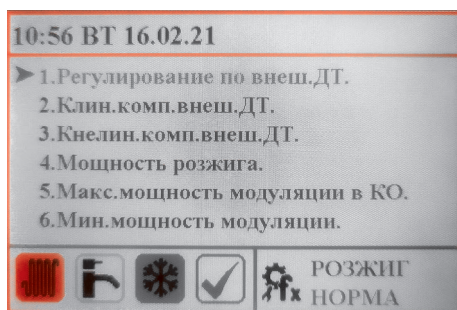 10:56 ВТ 16.02.21
1.Регулирование по внеш.ДТ.
2.Клин.комп.внеш.ДТ.
3.Кнелин.комп.внеш.ДТ.
4.Мощность розжига.
5.Макс.мощность модуляции в КО.
6.Мин.мощность модуляции.
РОЗЖИГ
НОРМА